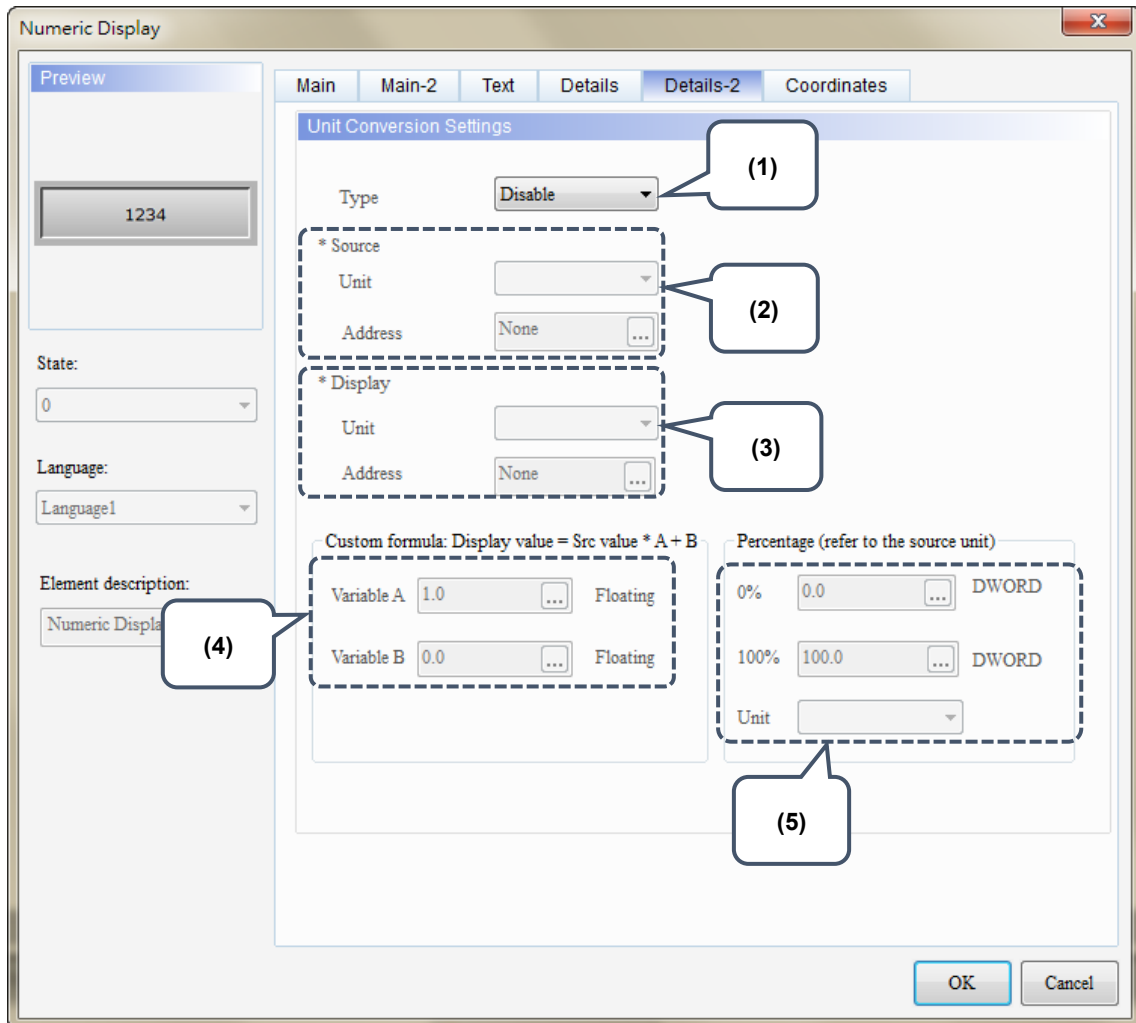 Numeric Display
Preview
1234
State:
0
Language:
Language1
Element description:
Numeric Displa
Main Main-2 Text Details Details-2 Coordinates
Unit Conversion Settings
Type Disable
(1)
* Source
Unit
Address None ...
(2)
* Display
Unit
Address None ...
(3)
Custom formula: Display value = Src value * A + B
Variable A 1.0 ... Floating
Variable B 0.0 ... Floating
(4)
Percentage (refer to the source unit)
0% 0.0 ... DWORD
100% 100.0 ... DWORD
Unit
(5)
OK Cancel